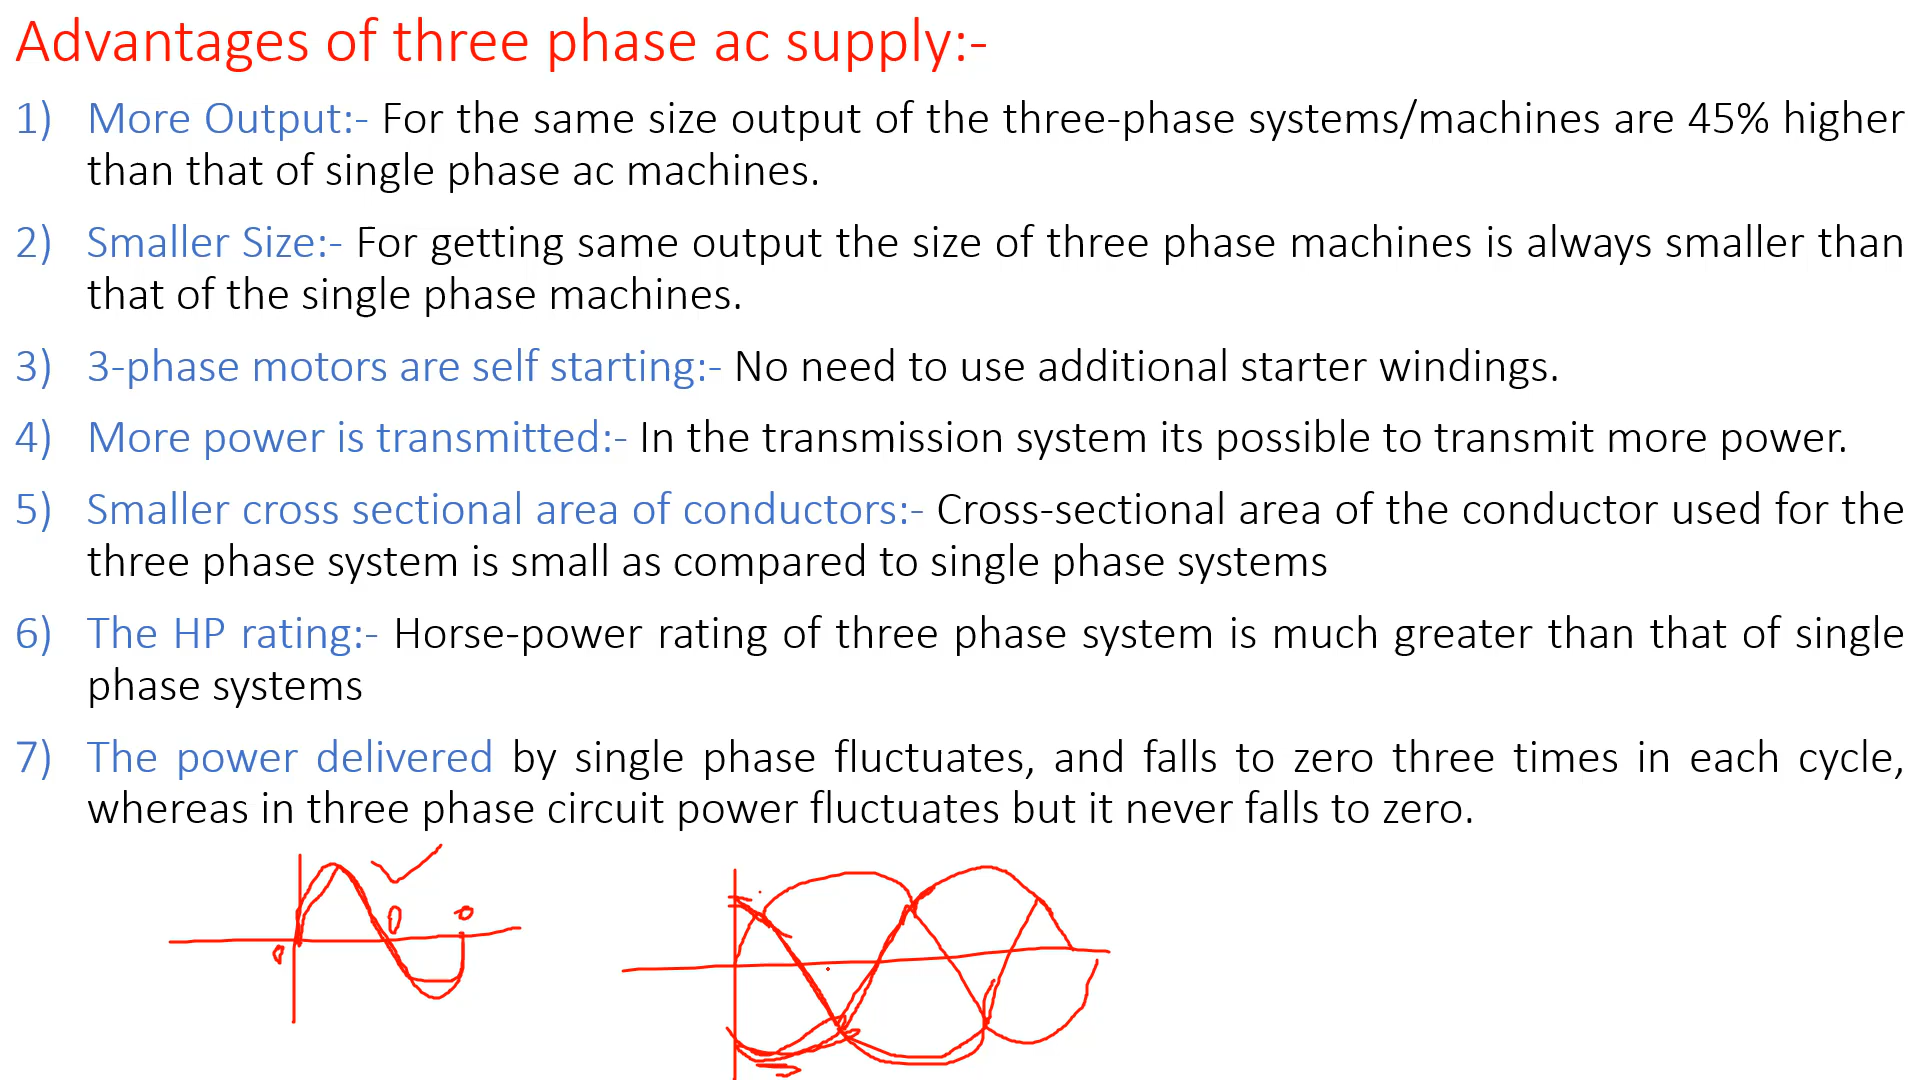 Advantages of three phase ac supply:-
1) More Output:- For the same size output of the three-phase systems/machines are 45% higher
than that of single phase ac machines.
2) Smaller Size:- For getting same output the size of three phase machines is always smaller than
that of the single phase machines.
3) 3-phase motors are self starting:- No need to use additional starter windings.
4) More power is transmitted:- In the transmission system its possible to transmit more power.
5) Smaller cross sectional area of conductors:- Cross-sectional area of the conductor used for the
three phase system is small as compared to single phase systems
6) The HP rating:- Horse-power rating of three phase system is much greater than that of single
phase systems
7) The power delivered by single phase fluctuates, and falls to zero three times in each cycle,
whereas in three phase circuit power fluctuates but it never falls to zero.
0 0 0